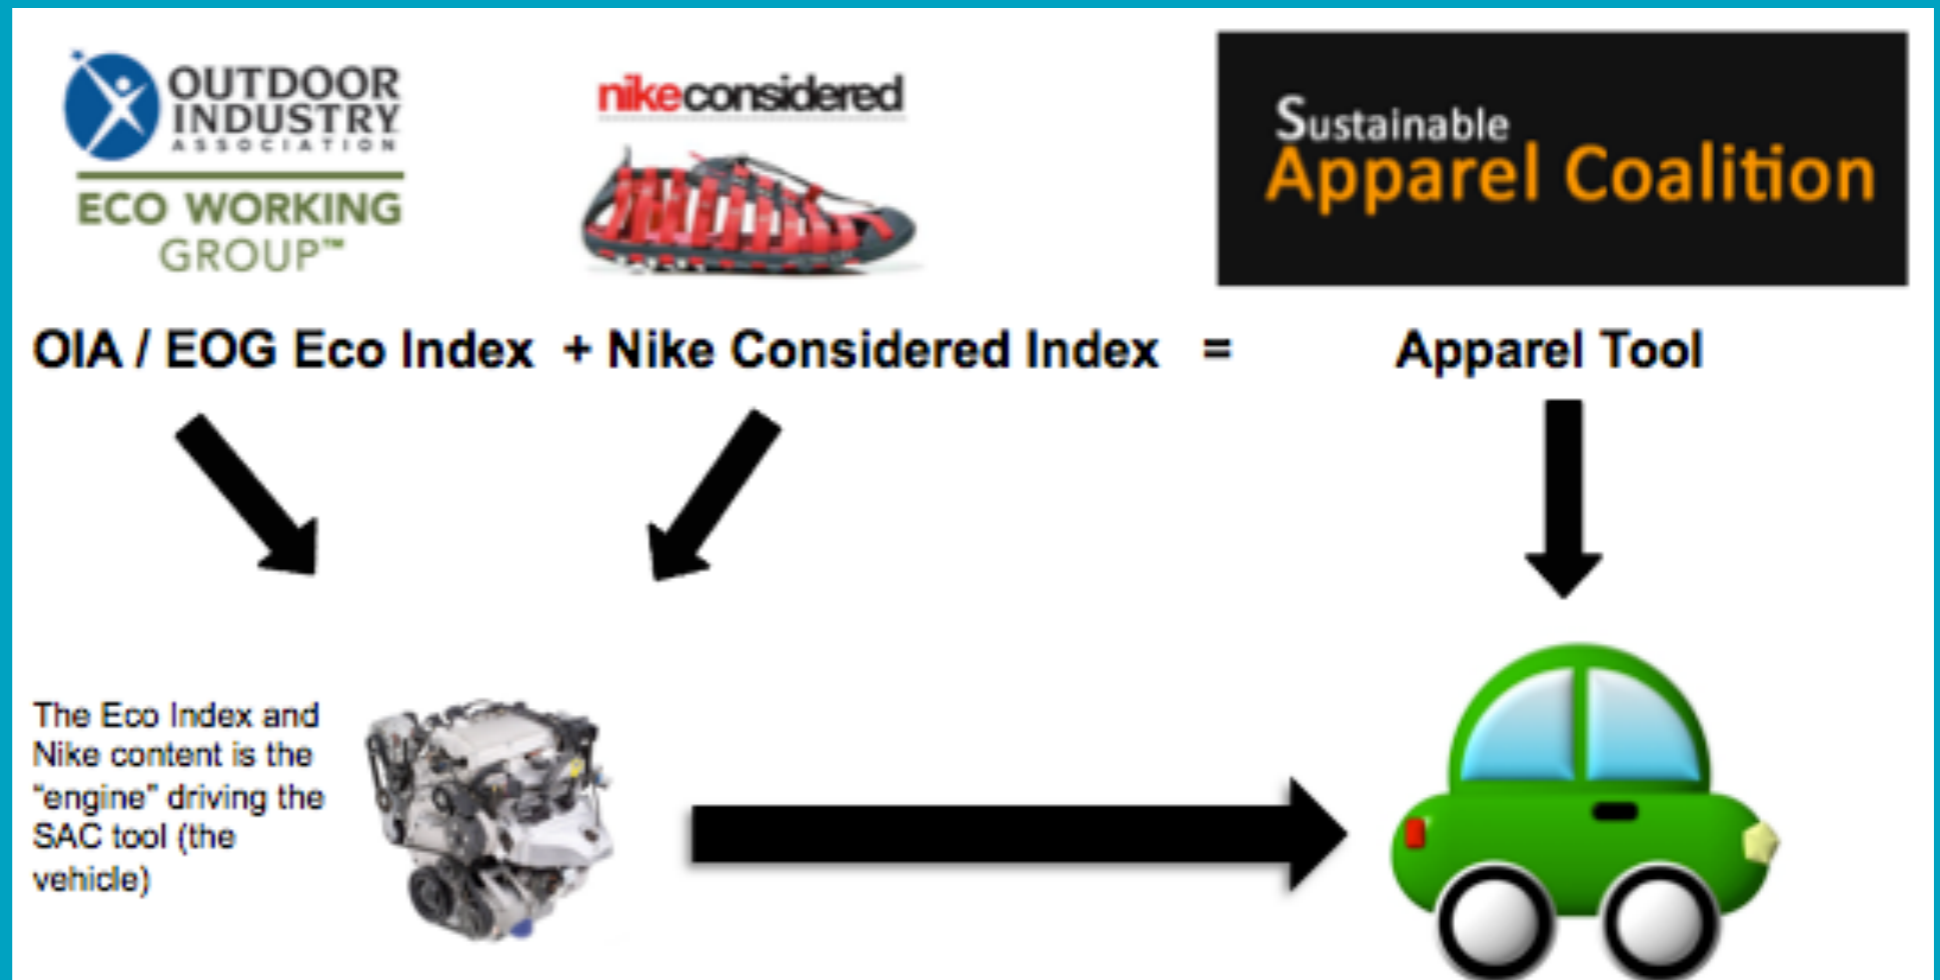 OUTDOOR
INDUSTRY
ASSOCIATION
ECO WORKING
GROUP™
nikeconsidered
Sustainable
Apparel Coalition
OIA / EOG Eco Index + Nike Considered Index = Apparel Tool
The Eco Index and
Nike content is the
“engine” driving the
SAC tool (the
vehicle)